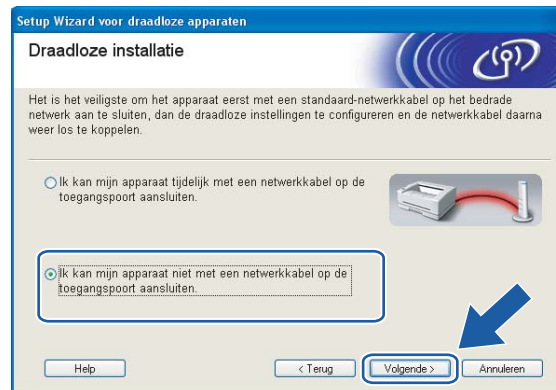 Setup Wizard voor draadloze apparaten
Draadloze installatie
Het is het veiligste om het apparaat eerst met een standaard-netwerkkabel op het bedrade
netwerk aan te sluiten, dan de draadloze instellingen te configureren en de netwerkkabel daarna
weer los te koppelen.
Ik kan mijn apparaat tijdelijk met een netwerkkabel op de
toegangspoort aansluiten.
Ik kan mijn apparaat niet met een netwerkkabel op de
toegangspoort aansluiten.
Help
< Terug
Volgende >
Annuleren